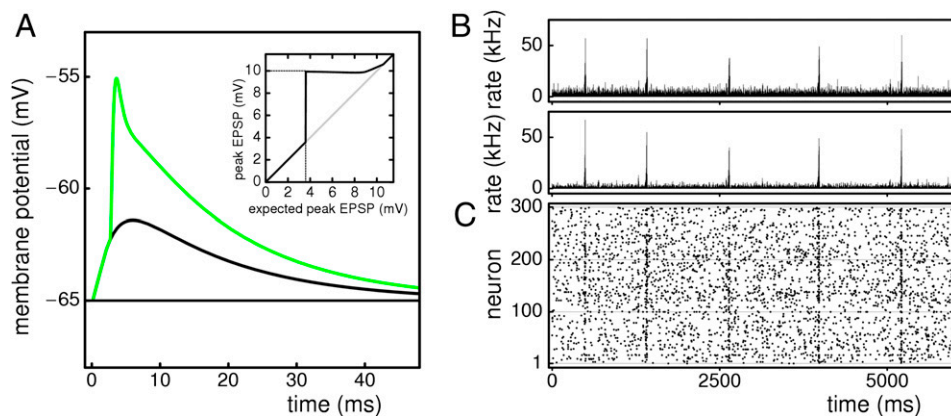 A
membrane potential (mV)
−55
−60
−65
0
10
20
30
40
time (ms)
peak EPSP (mV)
10
8
6
4
2
0
0 2 4 6 8 10
expected peak EPSP (mV)
B
rate (kHz)
50
0
rate (kHz)
50
0
C
neuron
300
200
100
1
0
2500
5000
time (ms)